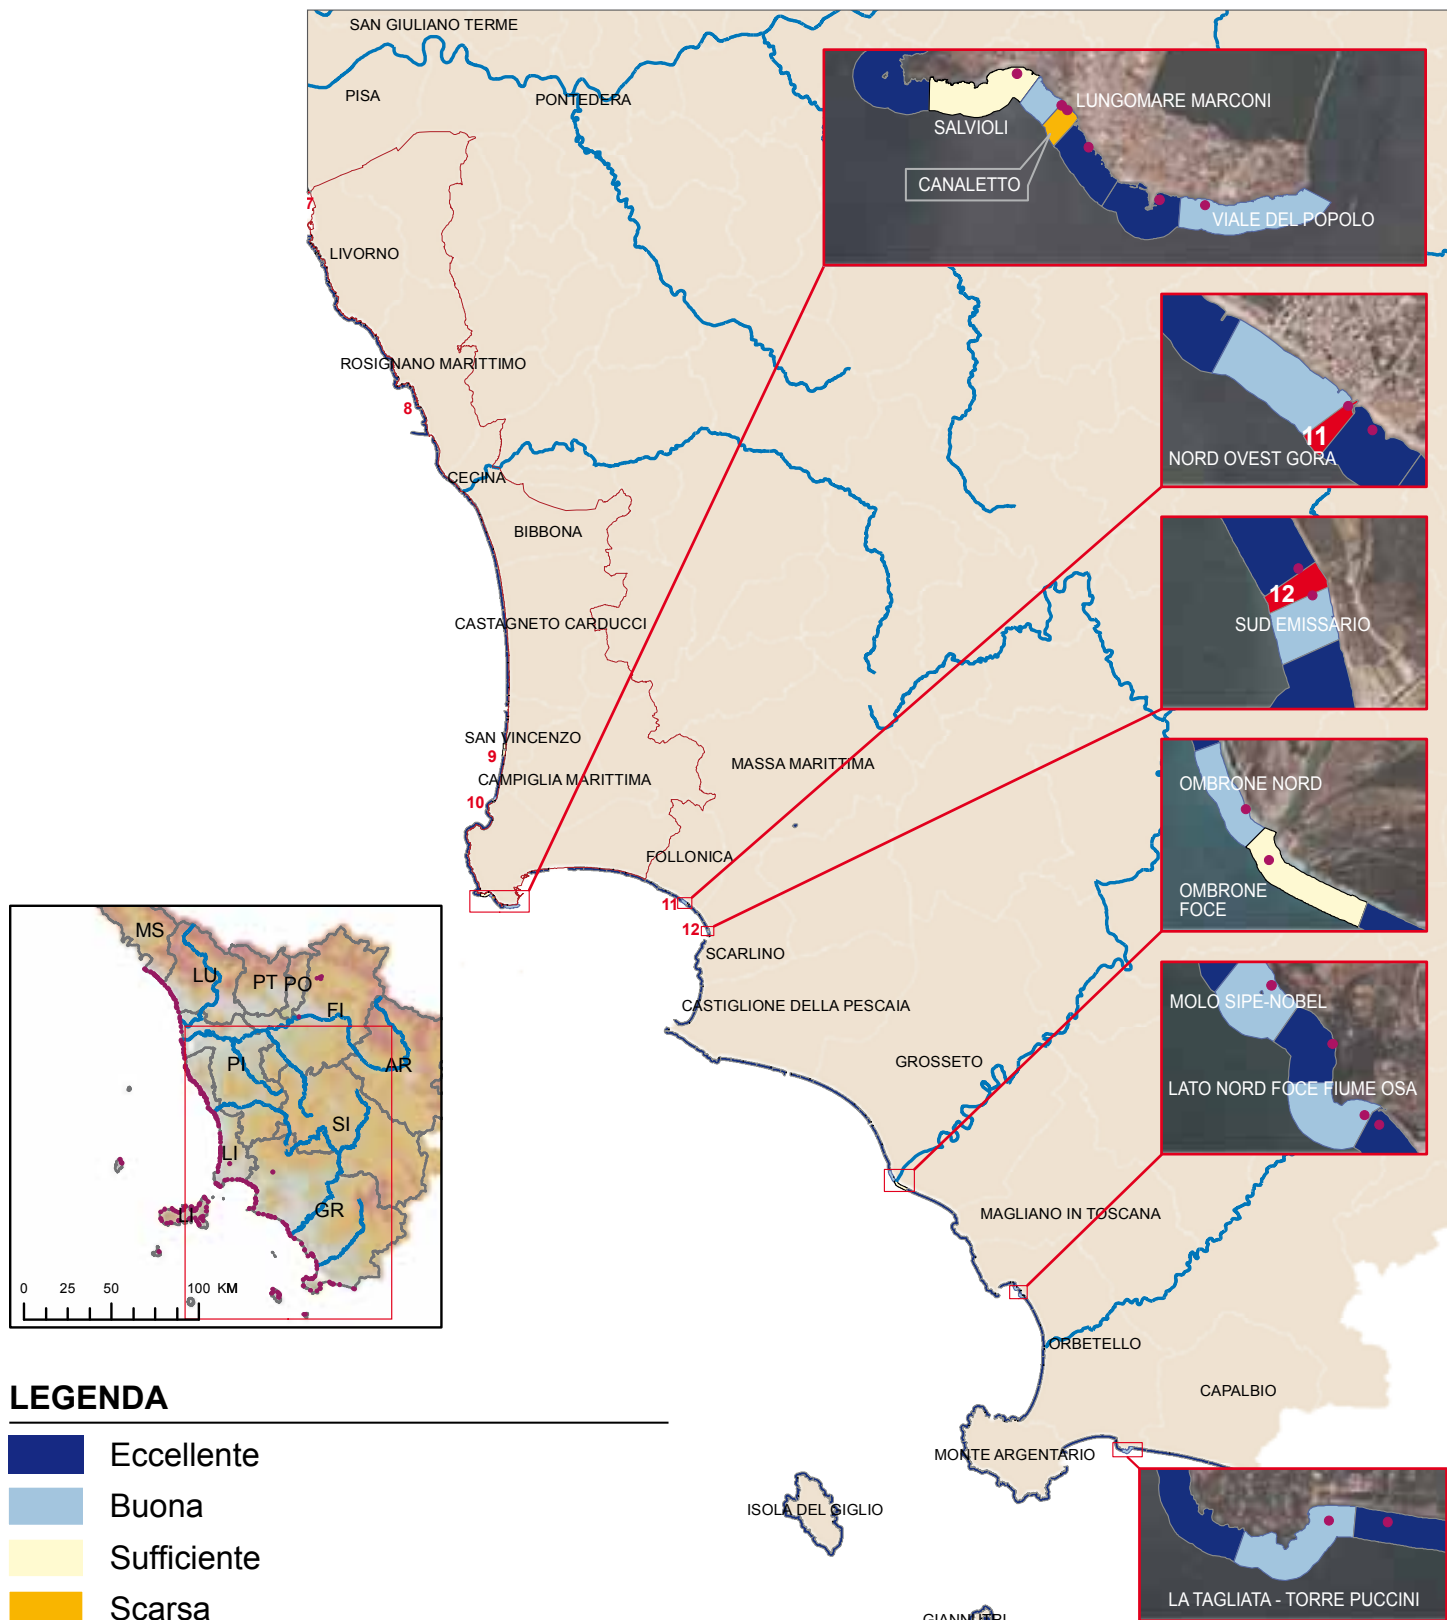 SAN GIULIANO TERME
PISA
PONTEDERA
LUNGOMARE MARCONI
SALVIOLI
CANALETTO
VIALE DEL POPOLO
7
LIVORNO
ROSIGNANO MARITTIMO
8
11
NORD OVEST GORA
CECINA
BIBBONA
12
SUD EMISSARIO
CASTAGNETO CARDUCCI
SAN VINCENZO
9
MASSA MARITTIMA
CAMPIGLIA MARITTIMA
10
OMBRONE NORD
OMBRONE
FOCE
FOLLONICA
11
12
SCARLINO
CASTIGLIONE DELLA PESCAIA
GROSSETO
MOLO SIPE-NOBEL
LATO NORD FOCE FIUME OSA
MS
LU
PT
PO
FI
PI
AR
SI
LI
LI
GR
0 25 50 100 KM
MAGLIANO IN TOSCANA
ORBETELLO
CAPALBIO
MONTE ARGENTARIO
ISOLA DEL GIGLIO
LA TAGLIATA - TORRE PUCCINI
GIANNUTRI
LEGENDA
Eccellente
Buona
Sufficiente
Scarsa